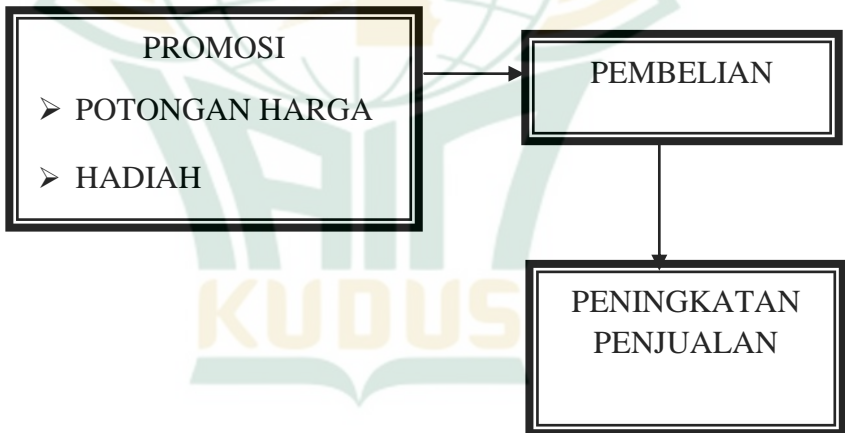 PROMOSI
➢ POTONGAN HARGA
➢ HADIAH
PEMBELIAN
PENINGKATAN
PENJUALAN
KUDUS